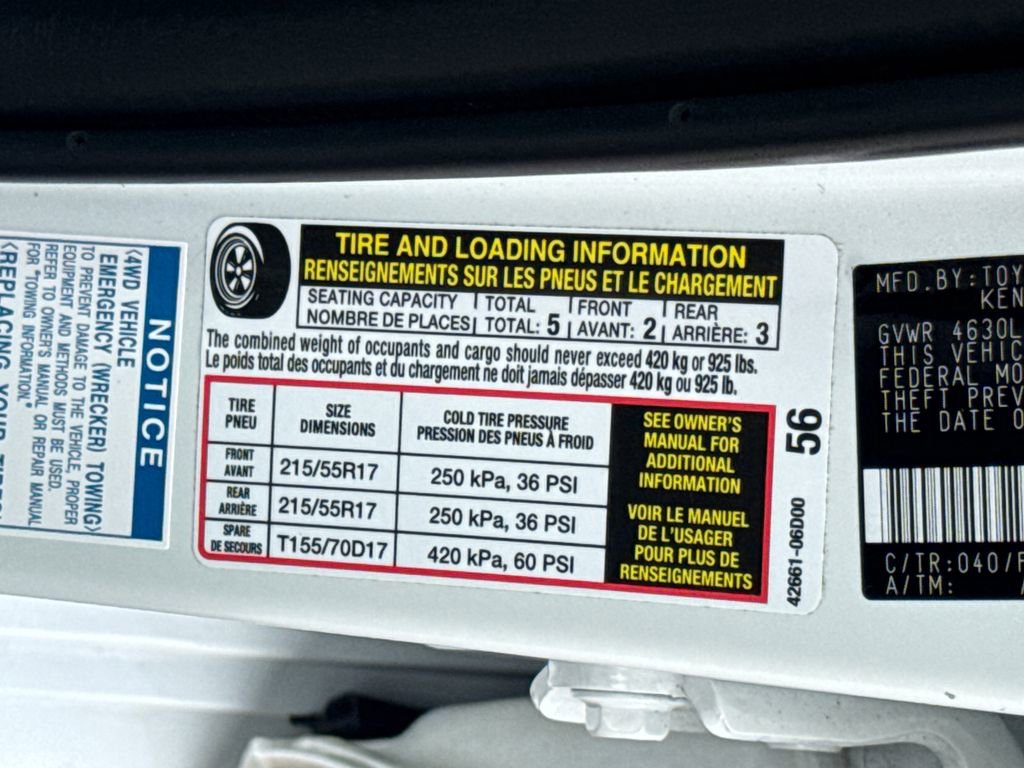 NOTICE
<4WD VEHICLE
EMERGENCY (WRECKER) TOWING>
TO PREVENT DAMAGE TO THE VEHICLE, PROPER
EQUIPMENT AND METHODS MUST BE USED.
REFER TO OWNER'S MANUAL OR REPAIR MANUAL
FOR "TOWING INFORMATION."
<REPLACING YOUR
TIRE AND LOADING INFORMATION
RENSEIGNEMENTS SUR LES PNEUS ET LE CHARGEMENT
SEATING CAPACITY TOTAL FRONT REAR
NOMBRE DE PLACES TOTAL: 5 AVANT: 2 ARRIÈRE: 3
The combined weight of occupants and cargo should never exceed 420 kg or 925 lbs.
Le poids total des occupants et du chargement ne doit jamais dépasser 420 kg ou 925 lb.
TIRE
PNEU
SIZE
DIMENSIONS
COLD TIRE PRESSURE
PRESSION DES PNEUS À FROID
FRONT
AVANT
215/55R17
250 kPa, 36 PSI
REAR
ARRIÈRE
215/55R17
250 kPa, 36 PSI
SPARE
DE SECOURS
T155/70D17
420 kPa, 60 PSI
SEE OWNER'S
MANUAL FOR
ADDITIONAL
INFORMATION
VOIR LE MANUEL
DE L'USAGER
POUR PLUS DE
RENSEIGNEMENTS
56
42661-06D00
MFD.BY:TOY
KEN
GVWR 4630L
THIS VEHIC
FEDERAL MO
THEFT PREV
THE DATE O
C/TR:040/F
A/TM: